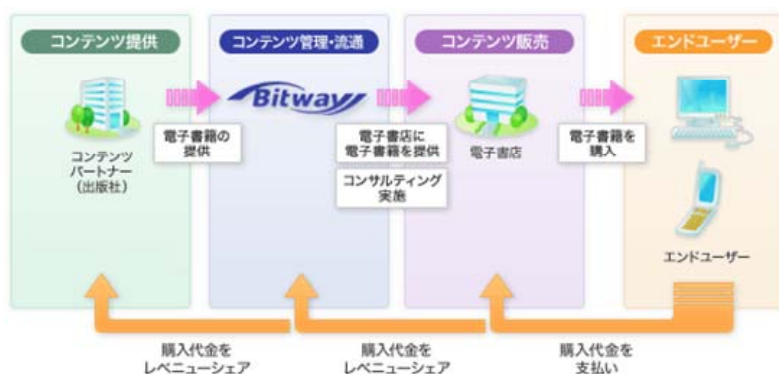 コンテンツ提供
コンテンツ管理・流通
コンテンツ販売
エンドユーザー
Bitway
電子書籍の
提供
電子書店に
電子書籍を提供
コンサルティング
実施
電子書籍を
購入
コンテンツ
パートナー
(出版社)
電子書店
エンドユーザー
購入代金を
レベニューシェア
購入代金を
レベニューシェア
購入代金を
支払い